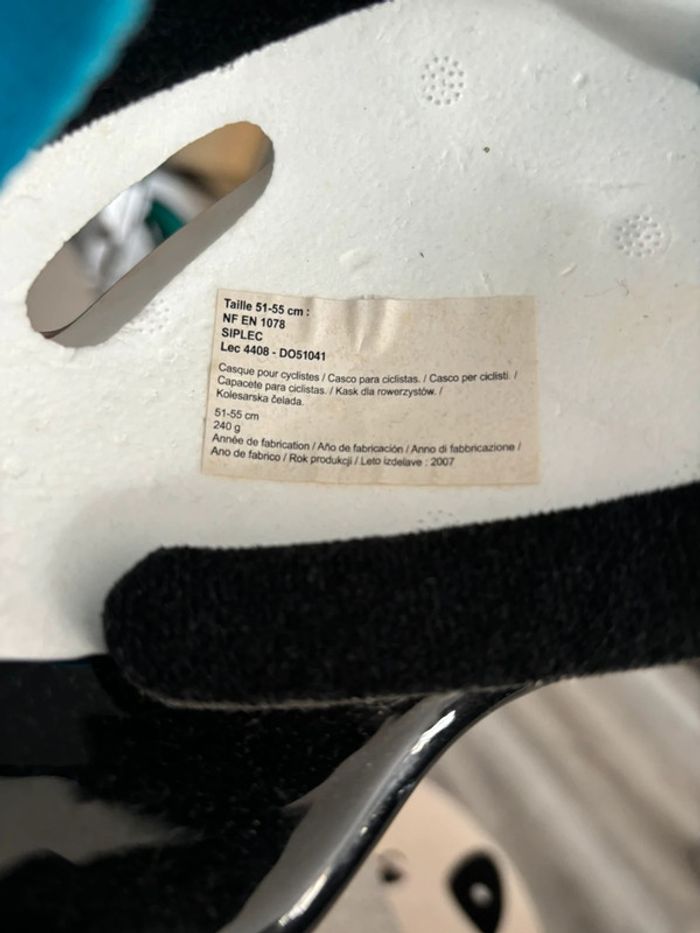 Taille 51-55 cm :
NF EN 1078
SIPLEC
Lec 4408 - DO51041
Casque pour cyclistes / Casco para ciclistas. / Casco per ciclisti. /
Capacete para ciclistas. / Kask dla rowerzystów. /
Kolesarska čelada.
51-55 cm
240 g
Année de fabrication / Año de fabricación / Anno di fabbricazione /
Ano de fabrico / Rok produkcji / Leto izdelave : 2007